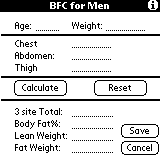 BFC for Men i
Age: Weight:
Chest
Abdomen:
Thigh
Calculate Reset
3 site Total:
Body Fat%:
Lean Weight: Save
Fat Weight: Cancel